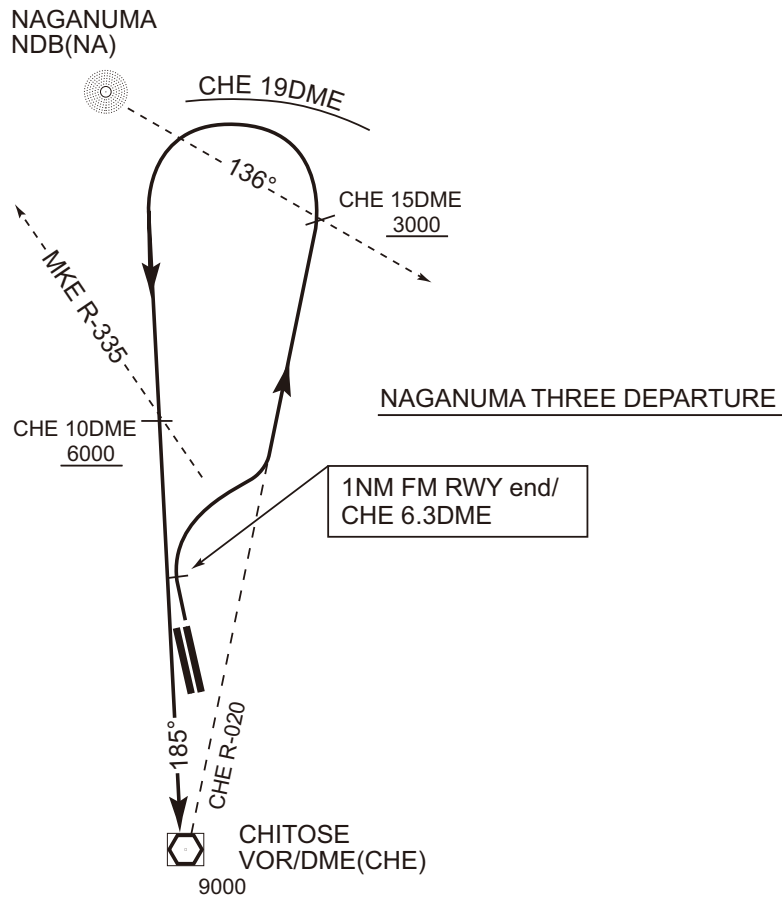 NAGANUMA
NDB(NA)
CHE 19DME
136°
CHE 15DME
3000
MKE R-335
NAGANUMA THREE DEPARTURE
CHE 10DME
6000
1NM FM RWY end/
CHE 6.3DME
185°
CHE R-020
CHITOSE
VOR/DME(CHE)
9000